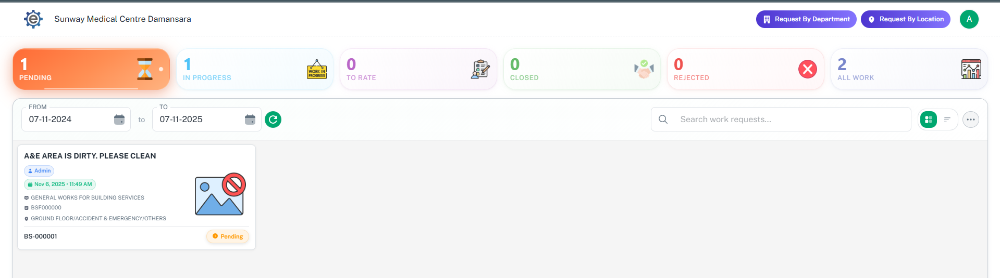 e Sunway Medical Centre Damansara
Request By Department
Request By Location
A
1
PENDING
1
IN PROGRESS
WORK IN PROGRESS
0
TO RATE
0
CLOSED
0
REJECTED
2
ALL WORK
FROM
07-11-2024
to
TO
07-11-2025
Search work requests...
A&E AREA IS DIRTY. PLEASE CLEAN
Admin
Nov 6, 2025 • 11:49 AM
GENERAL WORKS FOR BUILDING SERVICES
BSF000000
GROUND FLOOR/ACCIDENT & EMERGENCY/OTHERS
BS-000001
Pending